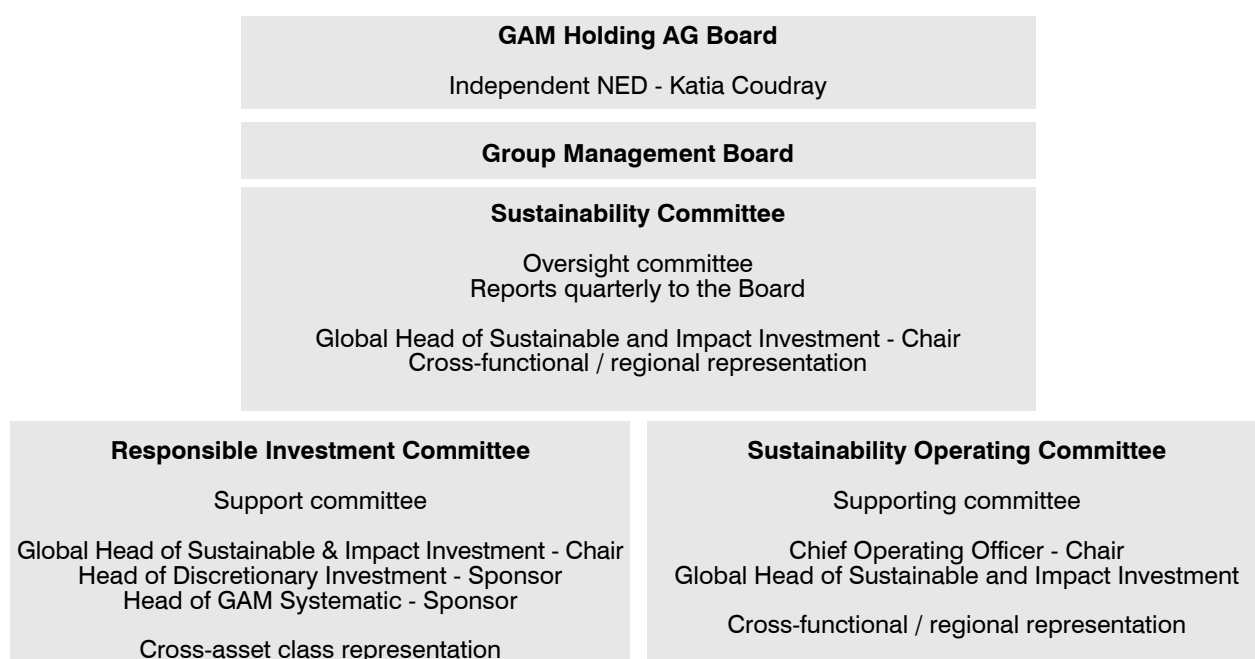 GAM Holding AG Board
Independent NED - Katia Coudray
Group Management Board
Sustainability Committee
Oversight committee
Reports quarterly to the Board
Global Head of Sustainable and Impact Investment - Chair
Cross-functional / regional representation
Responsible Investment Committee
Support committee
Global Head of Sustainable & Impact Investment - Chair
Head of Discretionary Investment - Sponsor
Head of GAM Systematic - Sponsor
Cross-asset class representation
Sustainability Operating Committee
Supporting committee
Chief Operating Officer - Chair
Global Head of Sustainable and Impact Investment
Cross-functional / regional representation